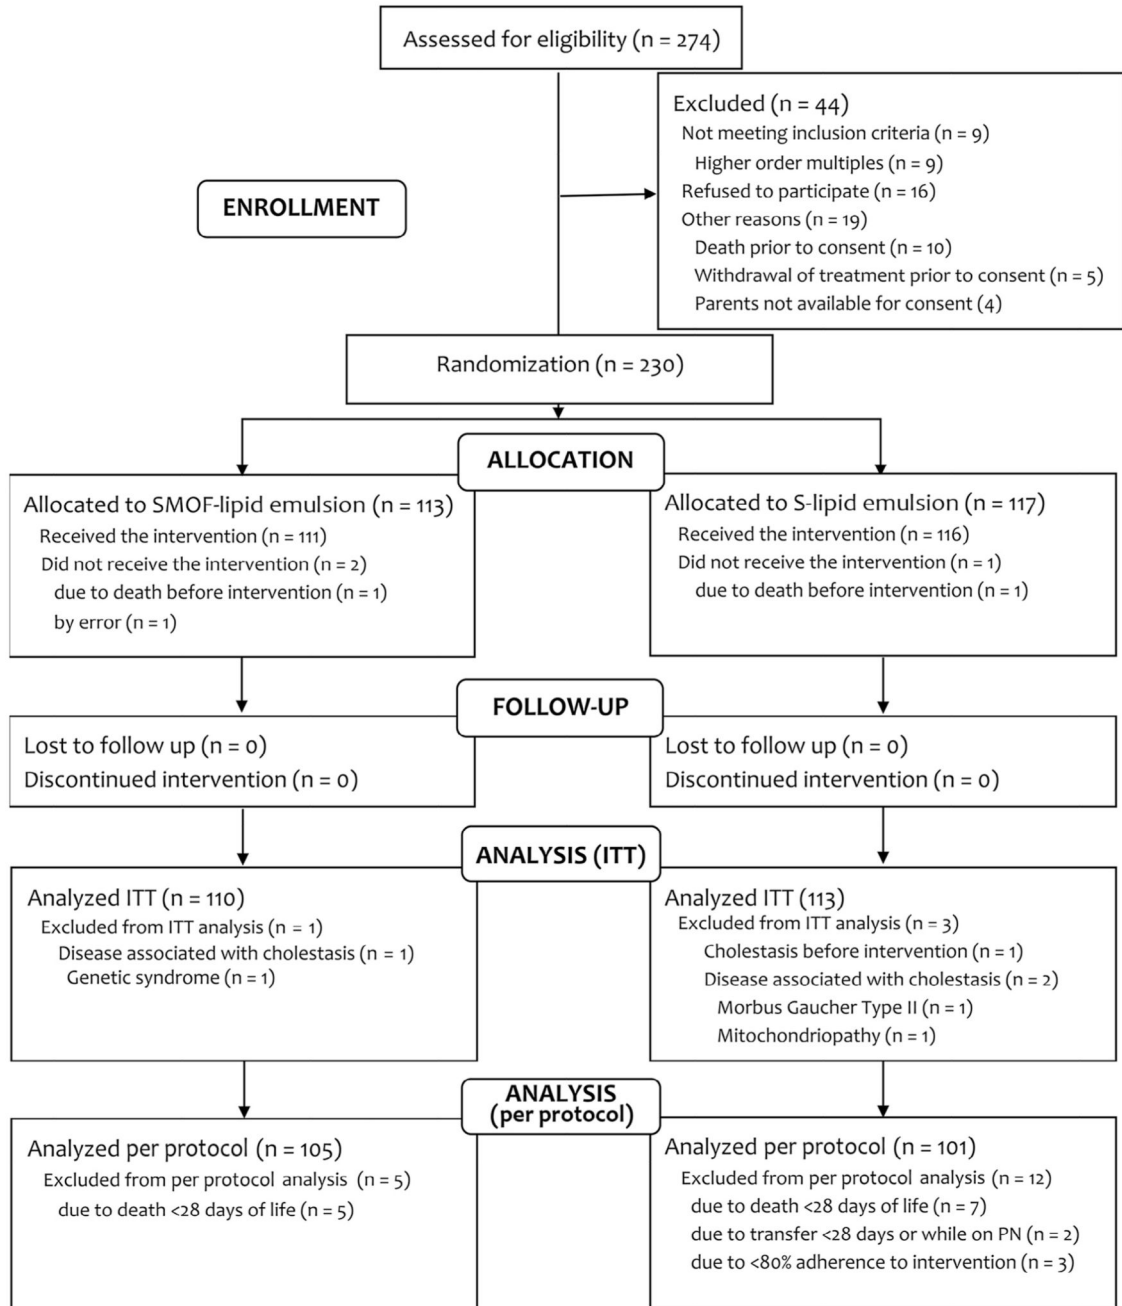 Assessed for eligibility (n = 274)
Excluded (n = 44)
Not meeting inclusion criteria (n = 9)
Higher order multiples (n = 9)
Refused to participate (n = 16)
Other reasons (n = 19)
Death prior to consent (n = 10)
Withdrawal of treatment prior to consent (n = 5)
Parents not available for consent (4)
ENROLLMENT
Randomization (n = 230)
ALLOCATION
Allocated to SMOF-lipid emulsion (n = 113)
Received the intervention (n = 111)
Did not receive the intervention (n = 2)
due to death before intervention (n = 1)
by error (n = 1)
Allocated to S-lipid emulsion (n = 117)
Received the intervention (n = 116)
Did not receive the intervention (n = 1)
due to death before intervention (n = 1)
FOLLOW-UP
Lost to follow up (n = 0)
Discontinued intervention (n = 0)
Lost to follow up (n = 0)
Discontinued intervention (n = 0)
ANALYSIS (ITT)
Analyzed ITT (n = 110)
Excluded from ITT analysis (n = 1)
Disease associated with cholestasis (n = 1)
Genetic syndrome (n = 1)
Analyzed ITT (113)
Excluded from ITT analysis (n = 3)
Cholestasis before intervention (n = 1)
Disease associated with cholestasis (n = 2)
Morbus Gaucher Type II (n = 1)
Mitochondriopathy (n = 1)
ANALYSIS
(per protocol)
Analyzed per protocol (n = 105)
Excluded from per protocol analysis (n = 5)
due to death <28 days of life (n = 5)
Analyzed per protocol (n = 101)
Excluded from per protocol analysis (n = 12)
due to death <28 days of life (n = 7)
due to transfer <28 days or while on PN (n = 2)
due to <80% adherence to intervention (n = 3)